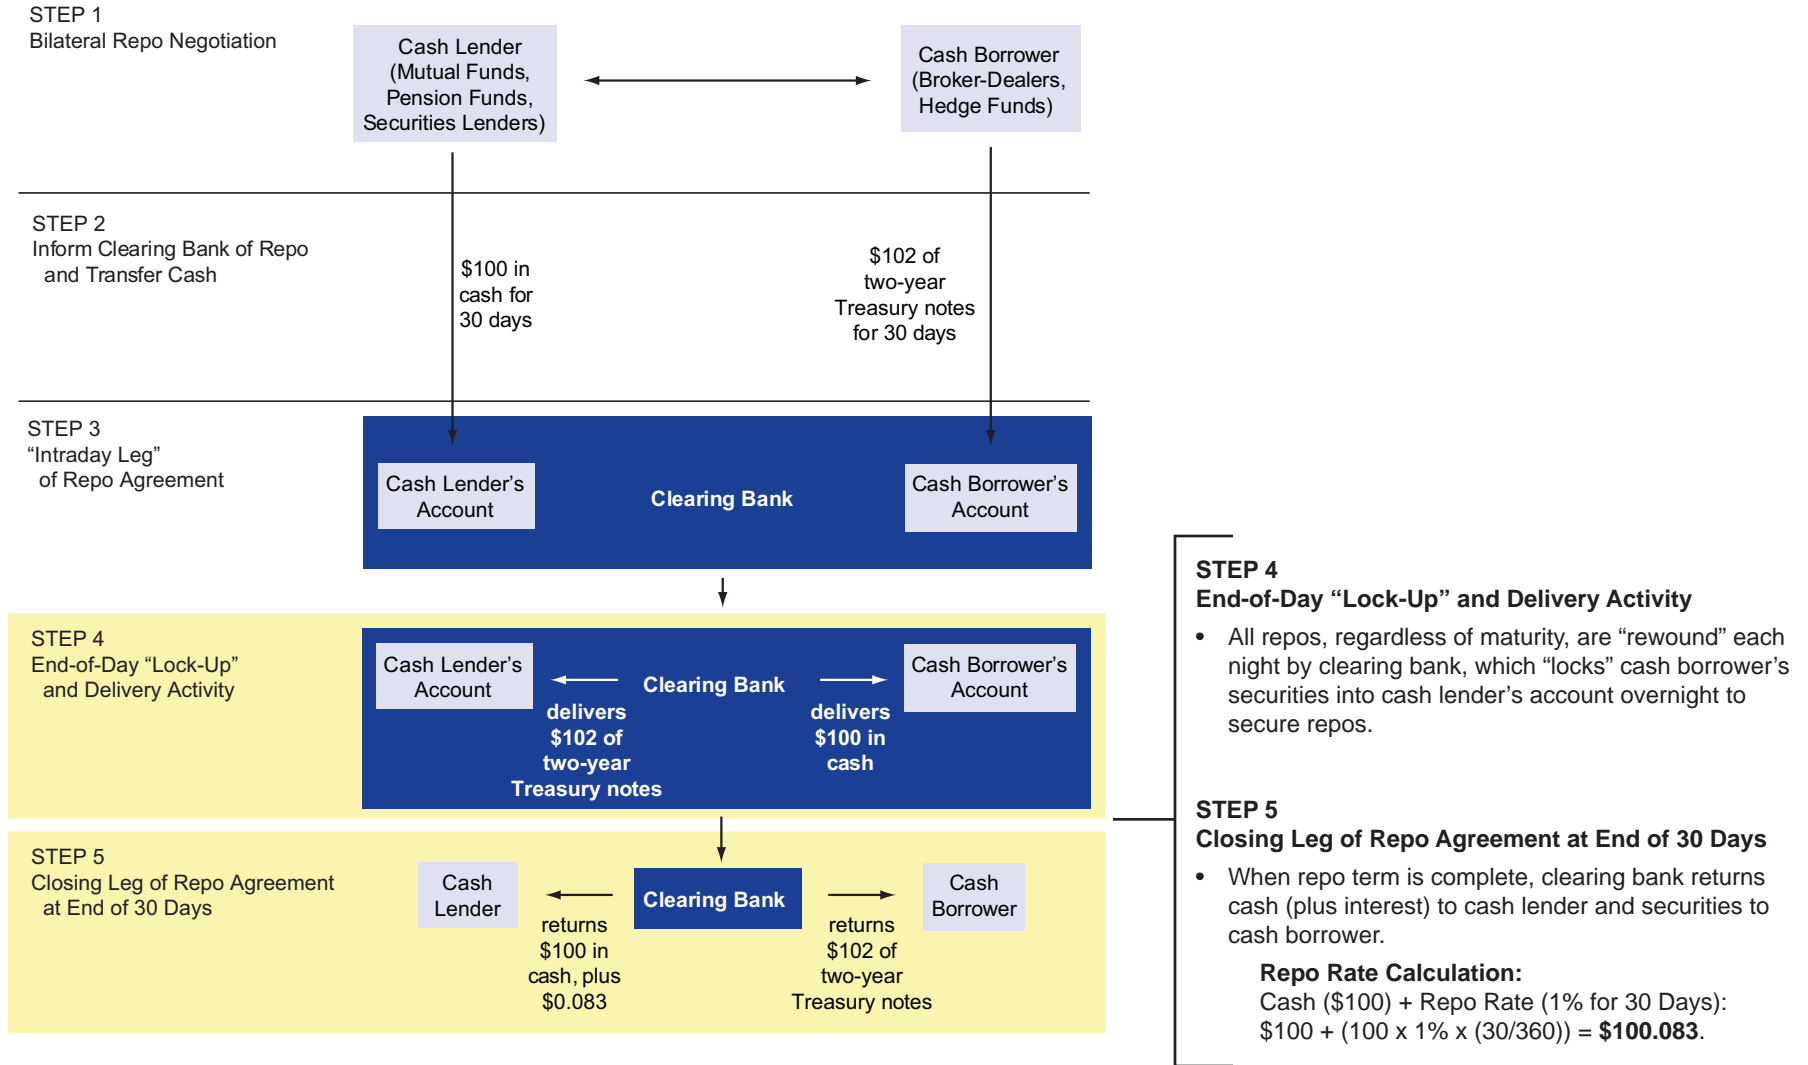 STEP 1
Bilateral Repo Negotiation
Cash Lender
(Mutual Funds,
Pension Funds,
Securities Lenders)
Cash Borrower
(Broker-Dealers,
Hedge Funds)
STEP 2
Inform Clearing Bank of Repo
and Transfer Cash
$100 in
cash for
30 days
$102 of
two-year
Treasury notes
for 30 days
STEP 3
“Intraday Leg”
of Repo Agreement
Cash Lender’s
Account
Clearing Bank
Cash Borrower’s
Account
STEP 4
End-of-Day “Lock-Up”
and Delivery Activity
Cash Lender’s
Account
Clearing Bank
Cash Borrower’s
Account
delivers
$102 of
two-year
Treasury notes
delivers
$100 in
cash
STEP 5
Closing Leg of Repo Agreement
at End of 30 Days
Cash
Lender
Clearing Bank
Cash
Borrower
returns
$100 in
cash, plus
$0.083
returns
$102 of
two-year
Treasury notes
STEP 4
End-of-Day “Lock-Up” and Delivery Activity
• All repos, regardless of maturity, are “rewound” each
night by clearing bank, which “locks” cash borrower’s
securities into cash lender’s account overnight to
secure repos.
STEP 5
Closing Leg of Repo Agreement at End of 30 Days
• When repo term is complete, clearing bank returns
cash (plus interest) to cash lender and securities to
cash borrower.
Repo Rate Calculation:
Cash ($100) + Repo Rate (1% for 30 Days):
$100 + (100 x 1% x (30/360)) = $100.083.